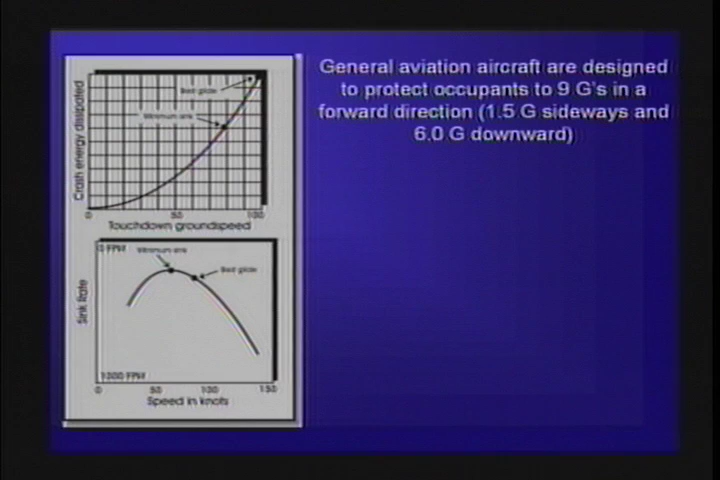 General aviation aircraft are designed
to protect occupants to 9 G's in a
forward direction (1.5 G sideways and
6.0 G downward)
Crash energy dissipated
Best glide
Minimum sink
0
50
100
Touchdown groundspeed
Sink Rate
0 FPM
Minimum sink
Best glide
1000 FPM
0
50
100
150
Speed in knots